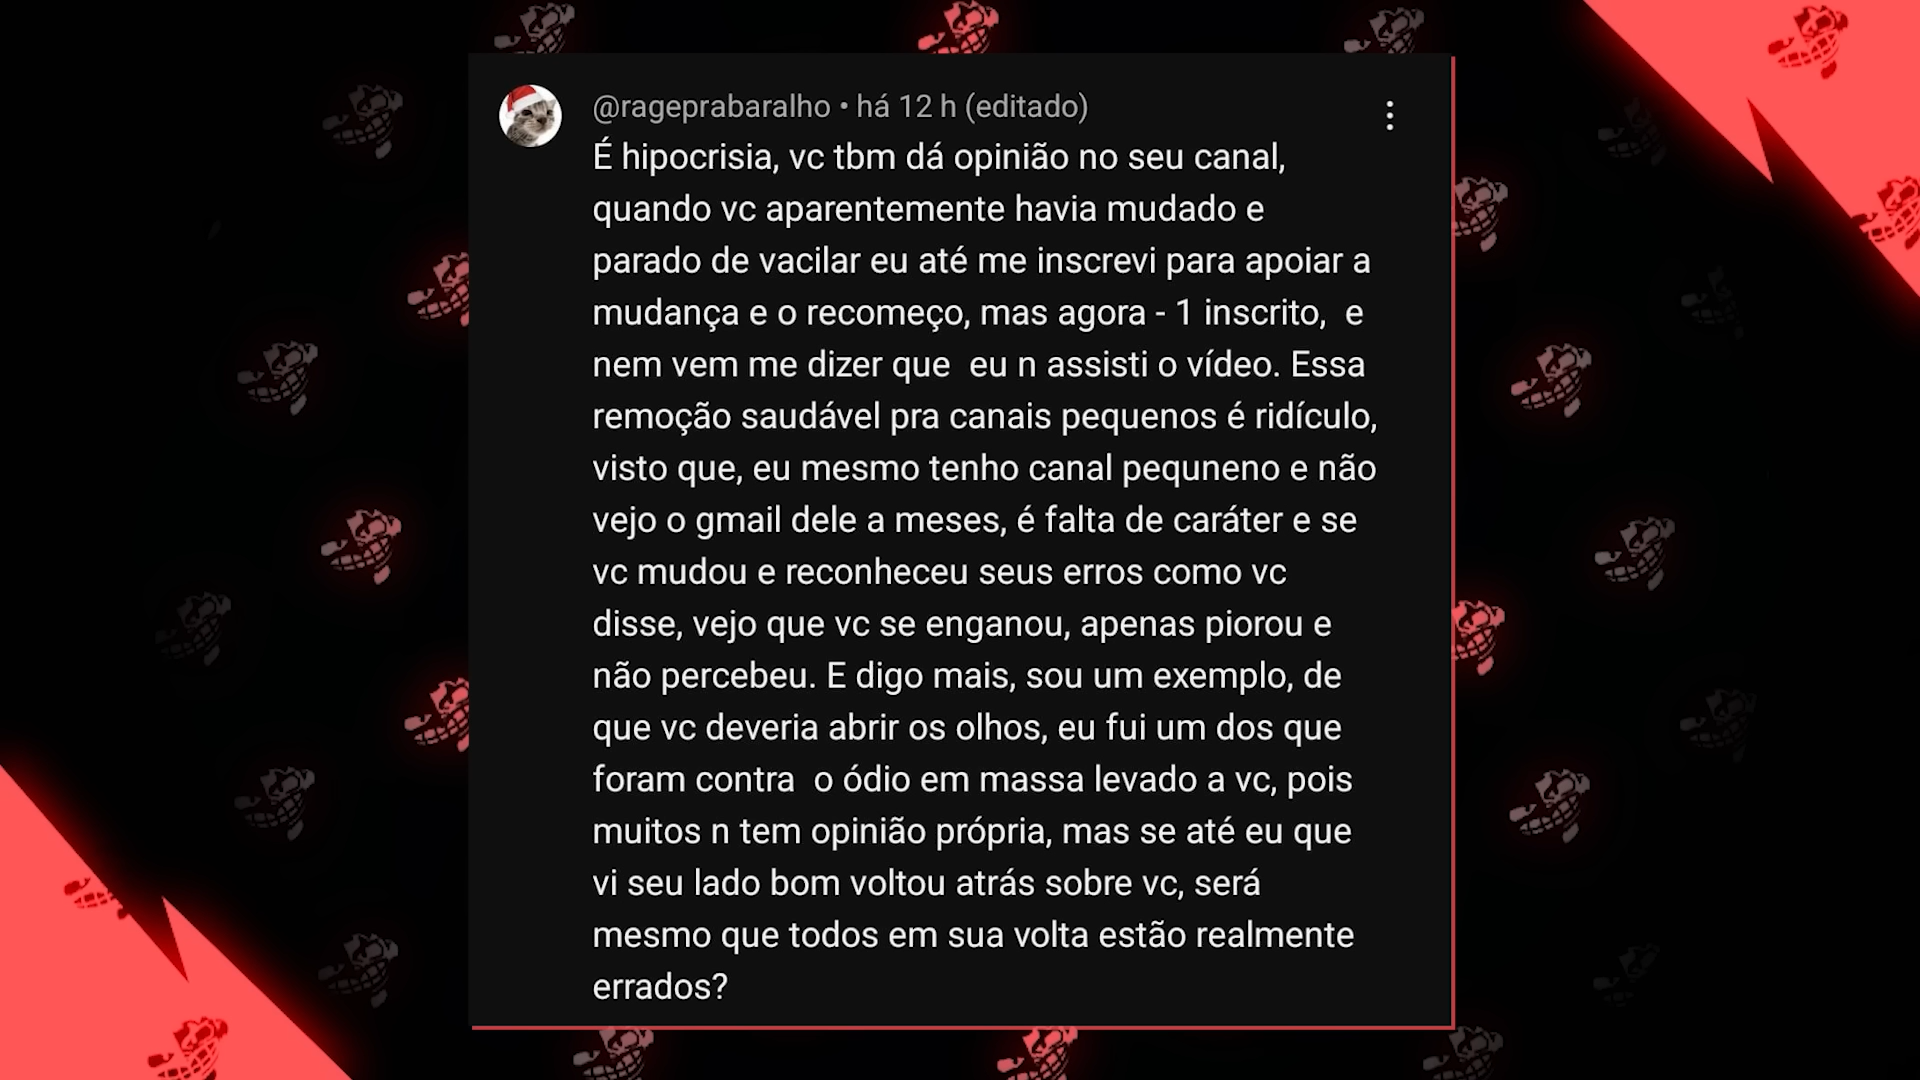 @rageprabaralho • há 12 h (editado)
É hipocrisia, vc tbm dá opinião no seu canal,
quando vc aparentemente havia mudado e
parado de vacilar eu até me inscrevi para apoiar a
mudança e o recomeço, mas agora - 1 inscrito,  e
nem vem me dizer que  eu n assisti o vídeo. Essa
remoção saudável pra canais pequenos é ridículo,
visto que, eu mesmo tenho canal pequneno e não
vejo o gmail dele a meses, é falta de caráter e se
vc mudou e reconheceu seus erros como vc
disse, vejo que vc se enganou, apenas piorou e
não percebeu. E digo mais, sou um exemplo, de
que vc deveria abrir os olhos, eu fui um dos que
foram contra  o ódio em massa levado a vc, pois
muitos n tem opinião própria, mas se até eu que
vi seu lado bom voltou atrás sobre vc, será
mesmo que todos em sua volta estão realmente
errados?